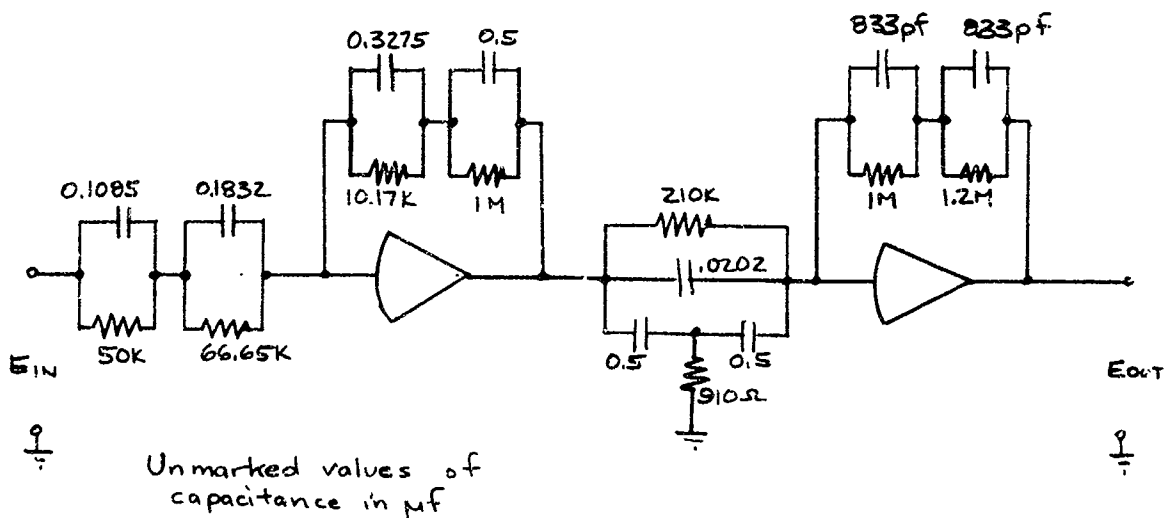 0.3275
0.5
833pf
833pf
0.1085
0.1832
10.17K
1M
210K
1M
1.2M
.0202
50K
66.65K
0.5
0.5
910Ω
EIN
EOUT
Unmarked values of
capacitance in μf